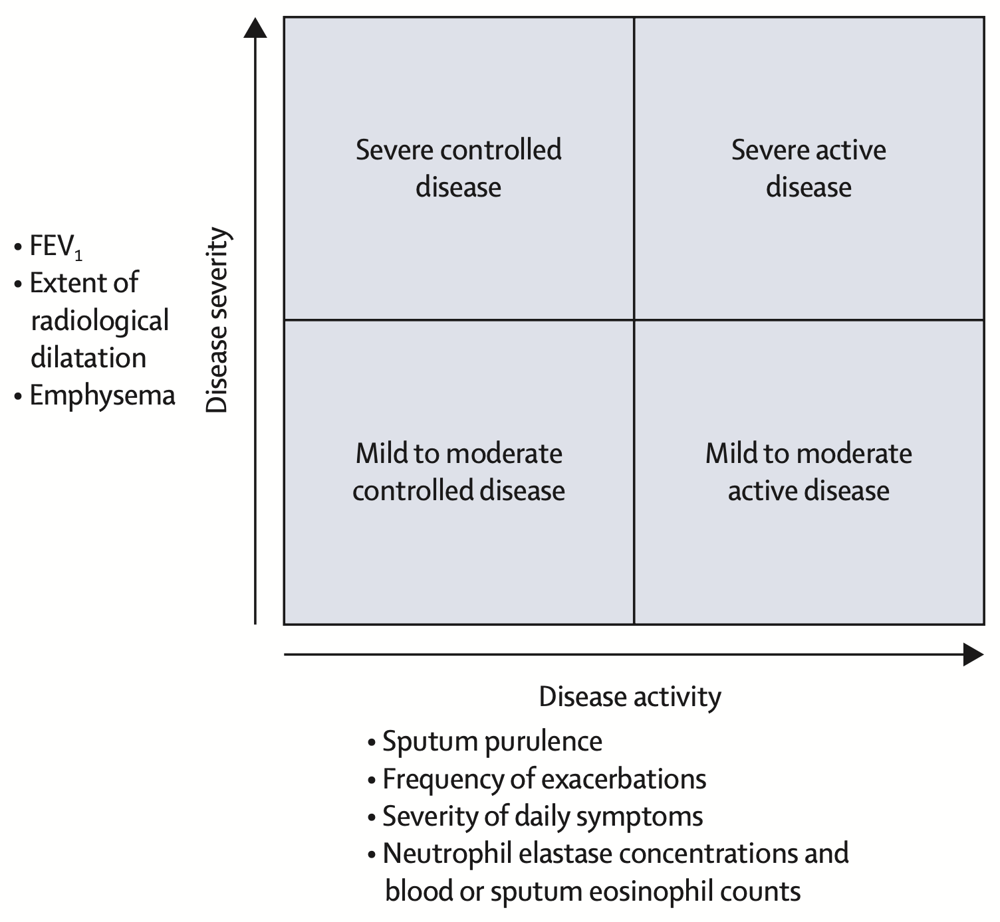 Severe controlled
disease
Severe active
disease
• FEV₁
• Extent of
radiological
dilatation
• Emphysema
Disease severity
Mild to moderate
controlled disease
Mild to moderate
active disease
Disease activity
• Sputum purulence
• Frequency of exacerbations
• Severity of daily symptoms
• Neutrophil elastase concentrations and
blood or sputum eosinophil counts